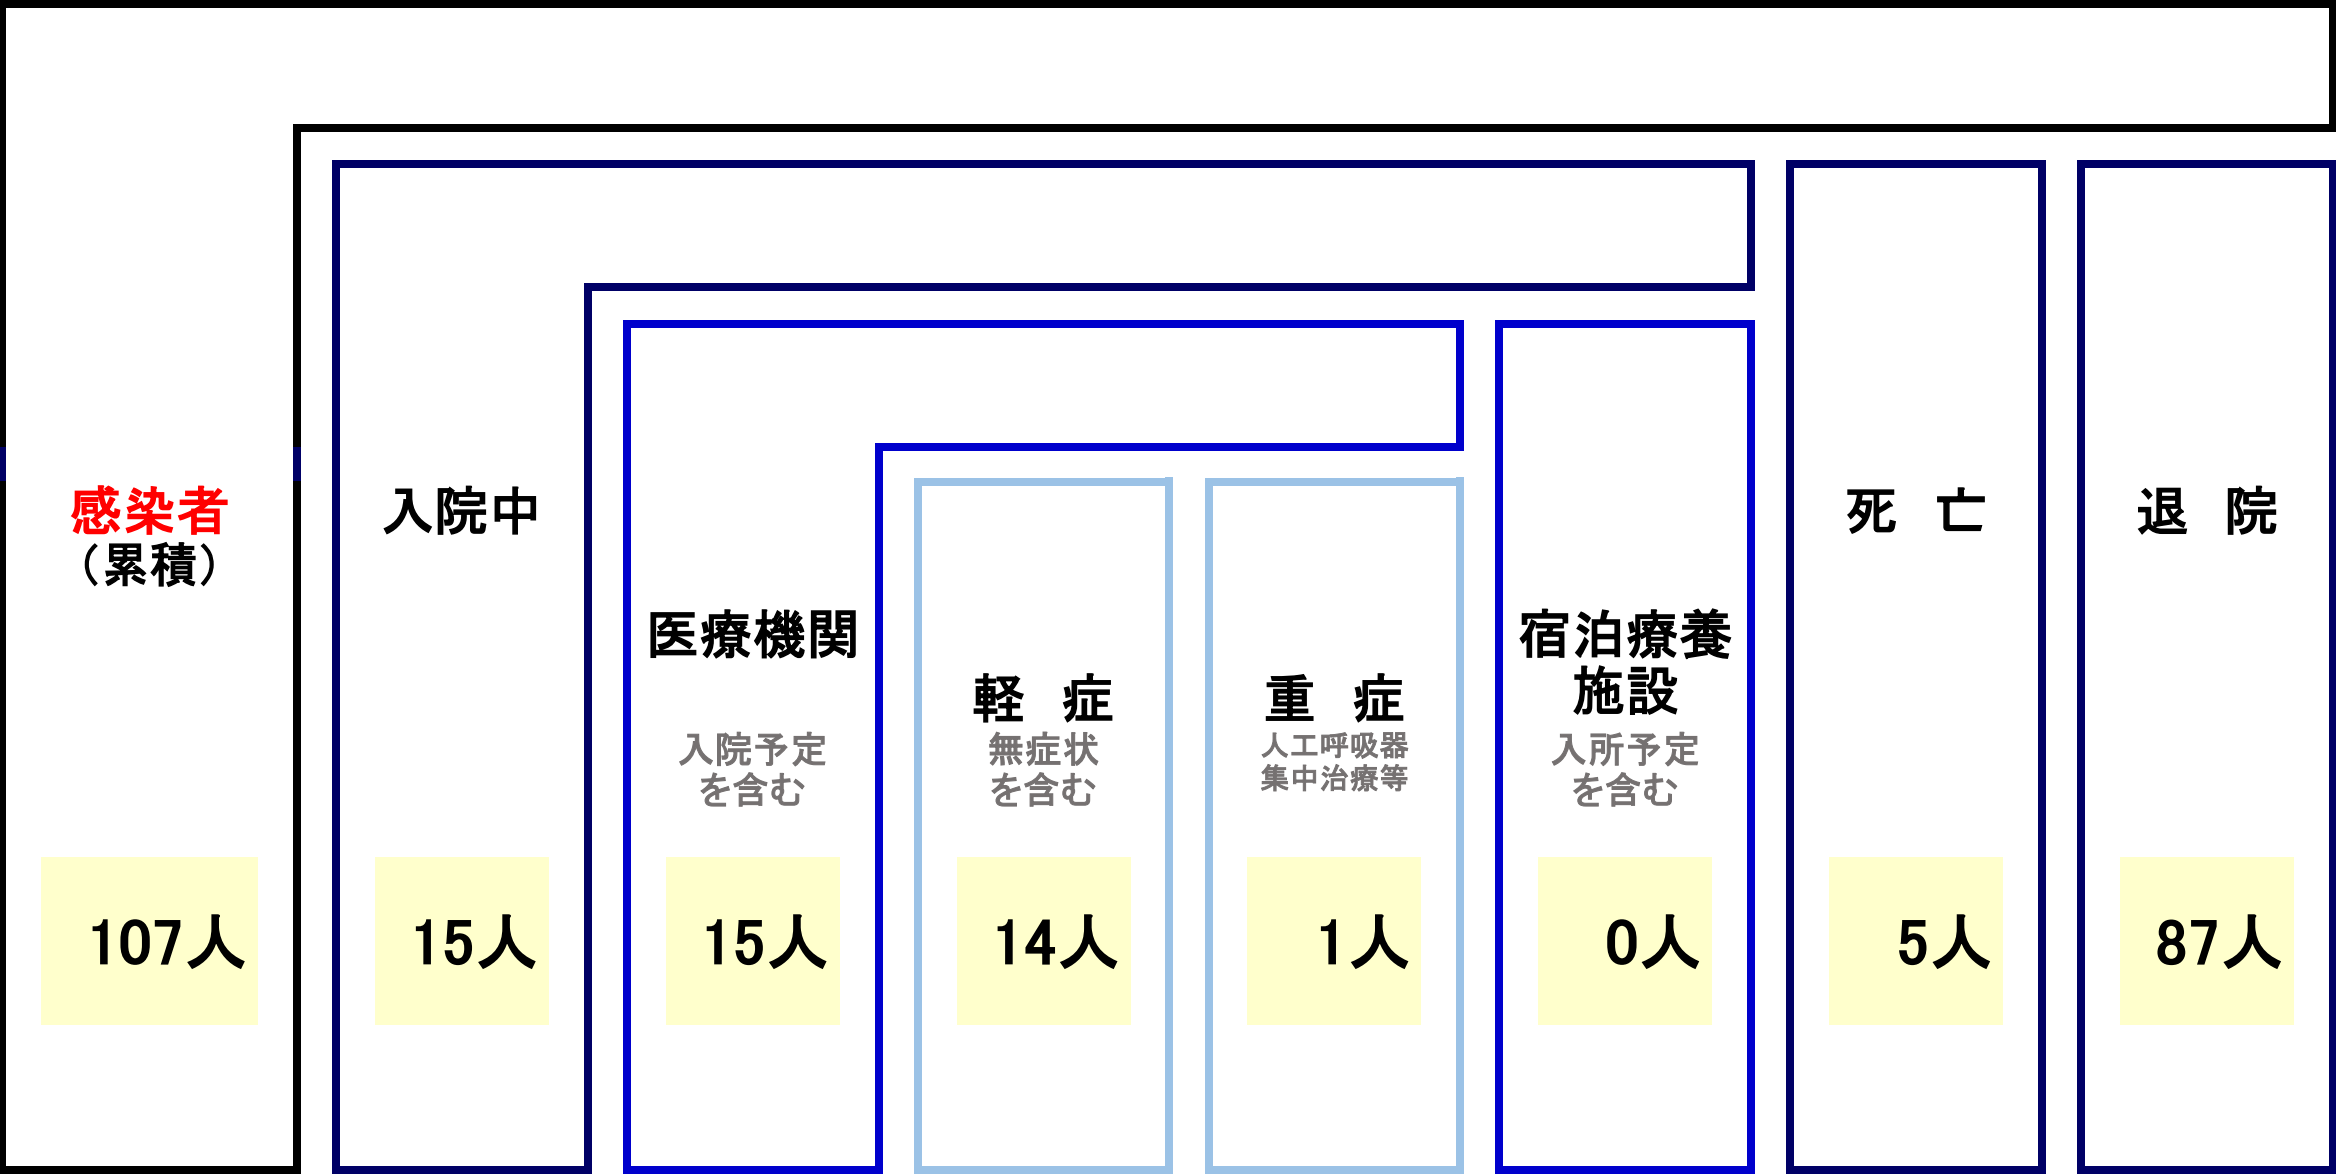 感染者
（累積）
107人
入院中
15人
医療機関
入院予定
を含む
15人
軽　症
無症状
を含む
14人
重　症
人工呼吸器
集中治療等
1人
宿泊療養
施設
入所予定
を含む
0人
死　亡
5人
退　院
87人